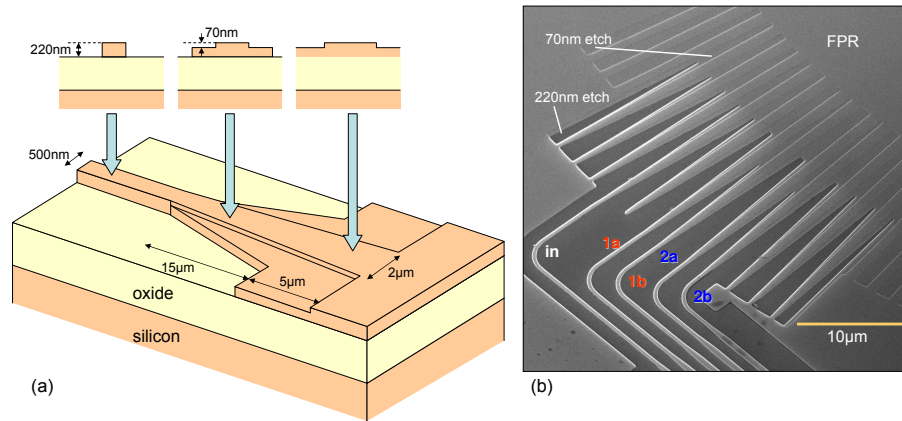 70nm
220nm
500nm
15µm
5µm
2µm
oxide
silicon
(a)
FPR
70nm etch
220nm etch
in
1a
2a
1b
2b
10µm
(b)